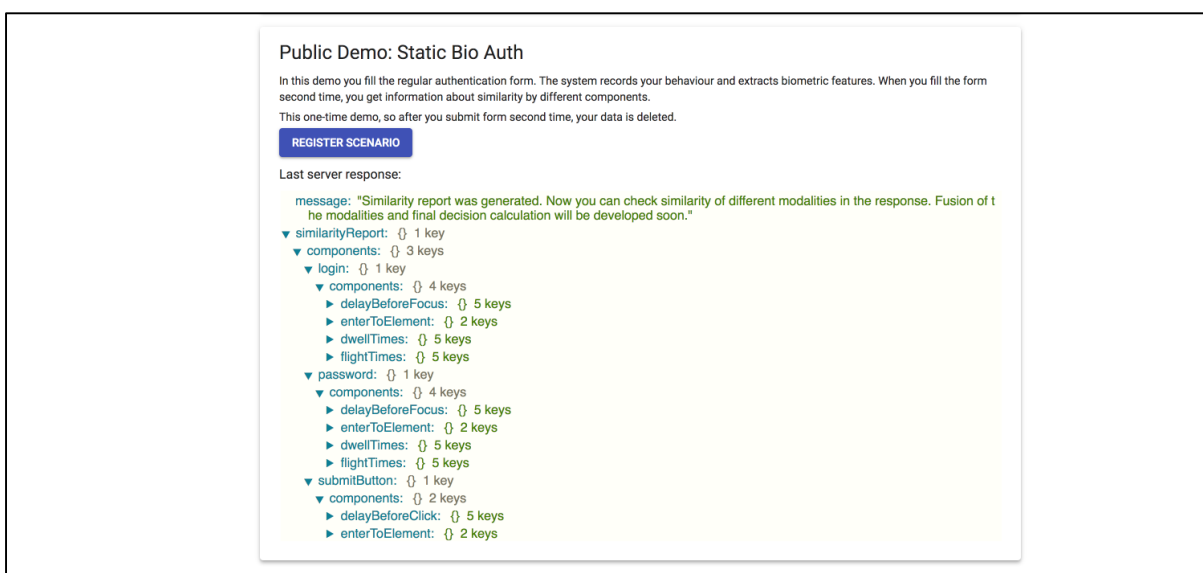 Public Demo: Static Bio Auth
In this demo you fill the regular authentication form. The system records your behaviour and extracts biometric features. When you fill the form
second time, you get information about similarity by different components.
This one-time demo, so after you submit form second time, your data is deleted.
REGISTER SCENARIO
Last server response:
message: "Similarity report was generated. Now you can check similarity of different modalities in the response. Fusion of t
he modalities and final decision calculation will be developed soon."
▼ similarityReport: {} 1 key
▼ components: {} 3 keys
▼ login: {} 1 key
▼ components: {} 4 keys
▶ delayBeforeFocus: {} 5 keys
▶ enterToElement: {} 2 keys
▶ dwellTimes: {} 5 keys
▶ flightTimes: {} 5 keys
▼ password: {} 1 key
▼ components: {} 4 keys
▶ delayBeforeFocus: {} 5 keys
▶ enterToElement: {} 2 keys
▶ dwellTimes: {} 5 keys
▶ flightTimes: {} 5 keys
▼ submitButton: {} 1 key
▼ components: {} 2 keys
▶ delayBeforeClick: {} 5 keys
▶ enterToElement: {} 2 keys